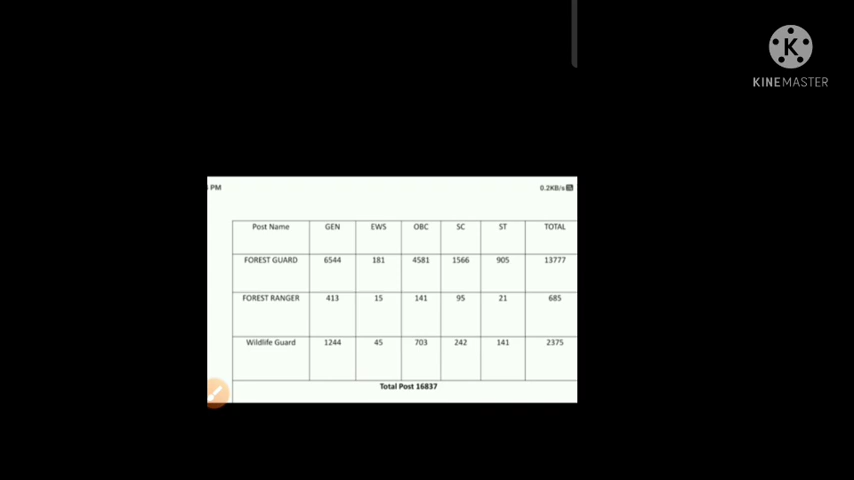 K
KINEMASTER
PM
0.2KB/s
Post Name GEN EWS OBC SC ST TOTAL
FOREST GUARD 6544 181 4581 1566 905 13777
FOREST RANGER 413 15 141 95 21 685
Wildlife Guard 1244 45 703 242 141 2375
Total Post 16837